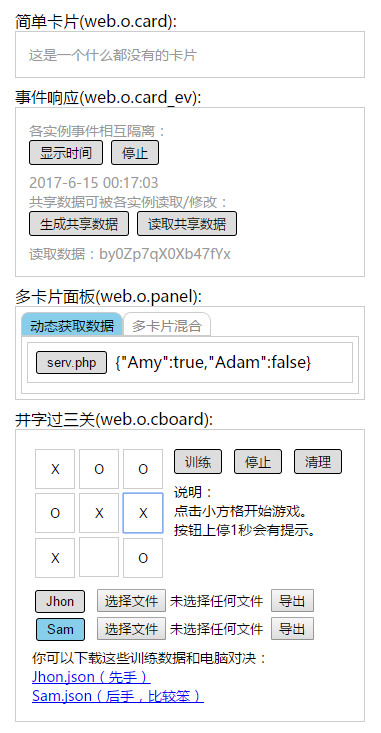 简单卡片(web.o.card):
这是一个什么都没有的卡片
事件响应(web.o.card_ev):
各实例事件相互隔离：
显示时间 停止
2017-6-15 00:17:03
共享数据可被各实例读取/修改：
生成共享数据 读取共享数据
读取数据：by0Zp7qX0Xb47fYx
多卡片面板(web.o.panel):
动态获取数据 多卡片混合
serv.php {"Amy":true,"Adam":false}
井字过三关(web.o.cboard):
X O O 训练 停止 清理
说明：
O X X 点击小方格开始游戏。
按钮上停1秒会有提示。
X O
Jhon 选择文件 未选择任何文件 导出
Sam 选择文件 未选择任何文件 导出
你可以下载这些训练数据和电脑对决：
Jhon.json（先手）
Sam.json（后手，比较笨）